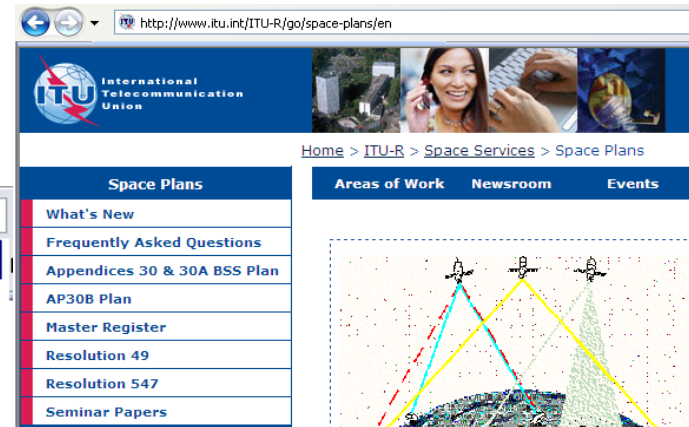 http://www.itu.int/ITU-R/go/space-plans/en
International
Telecommunication
Union
ITU
Home > ITU-R > Space Services > Space Plans
Space Plans
Areas of Work Newsroom Events
What's New
Frequently Asked Questions
Appendices 30 & 30A BSS Plan
AP30B Plan
Master Register
Resolution 49
Resolution 547
Seminar Papers